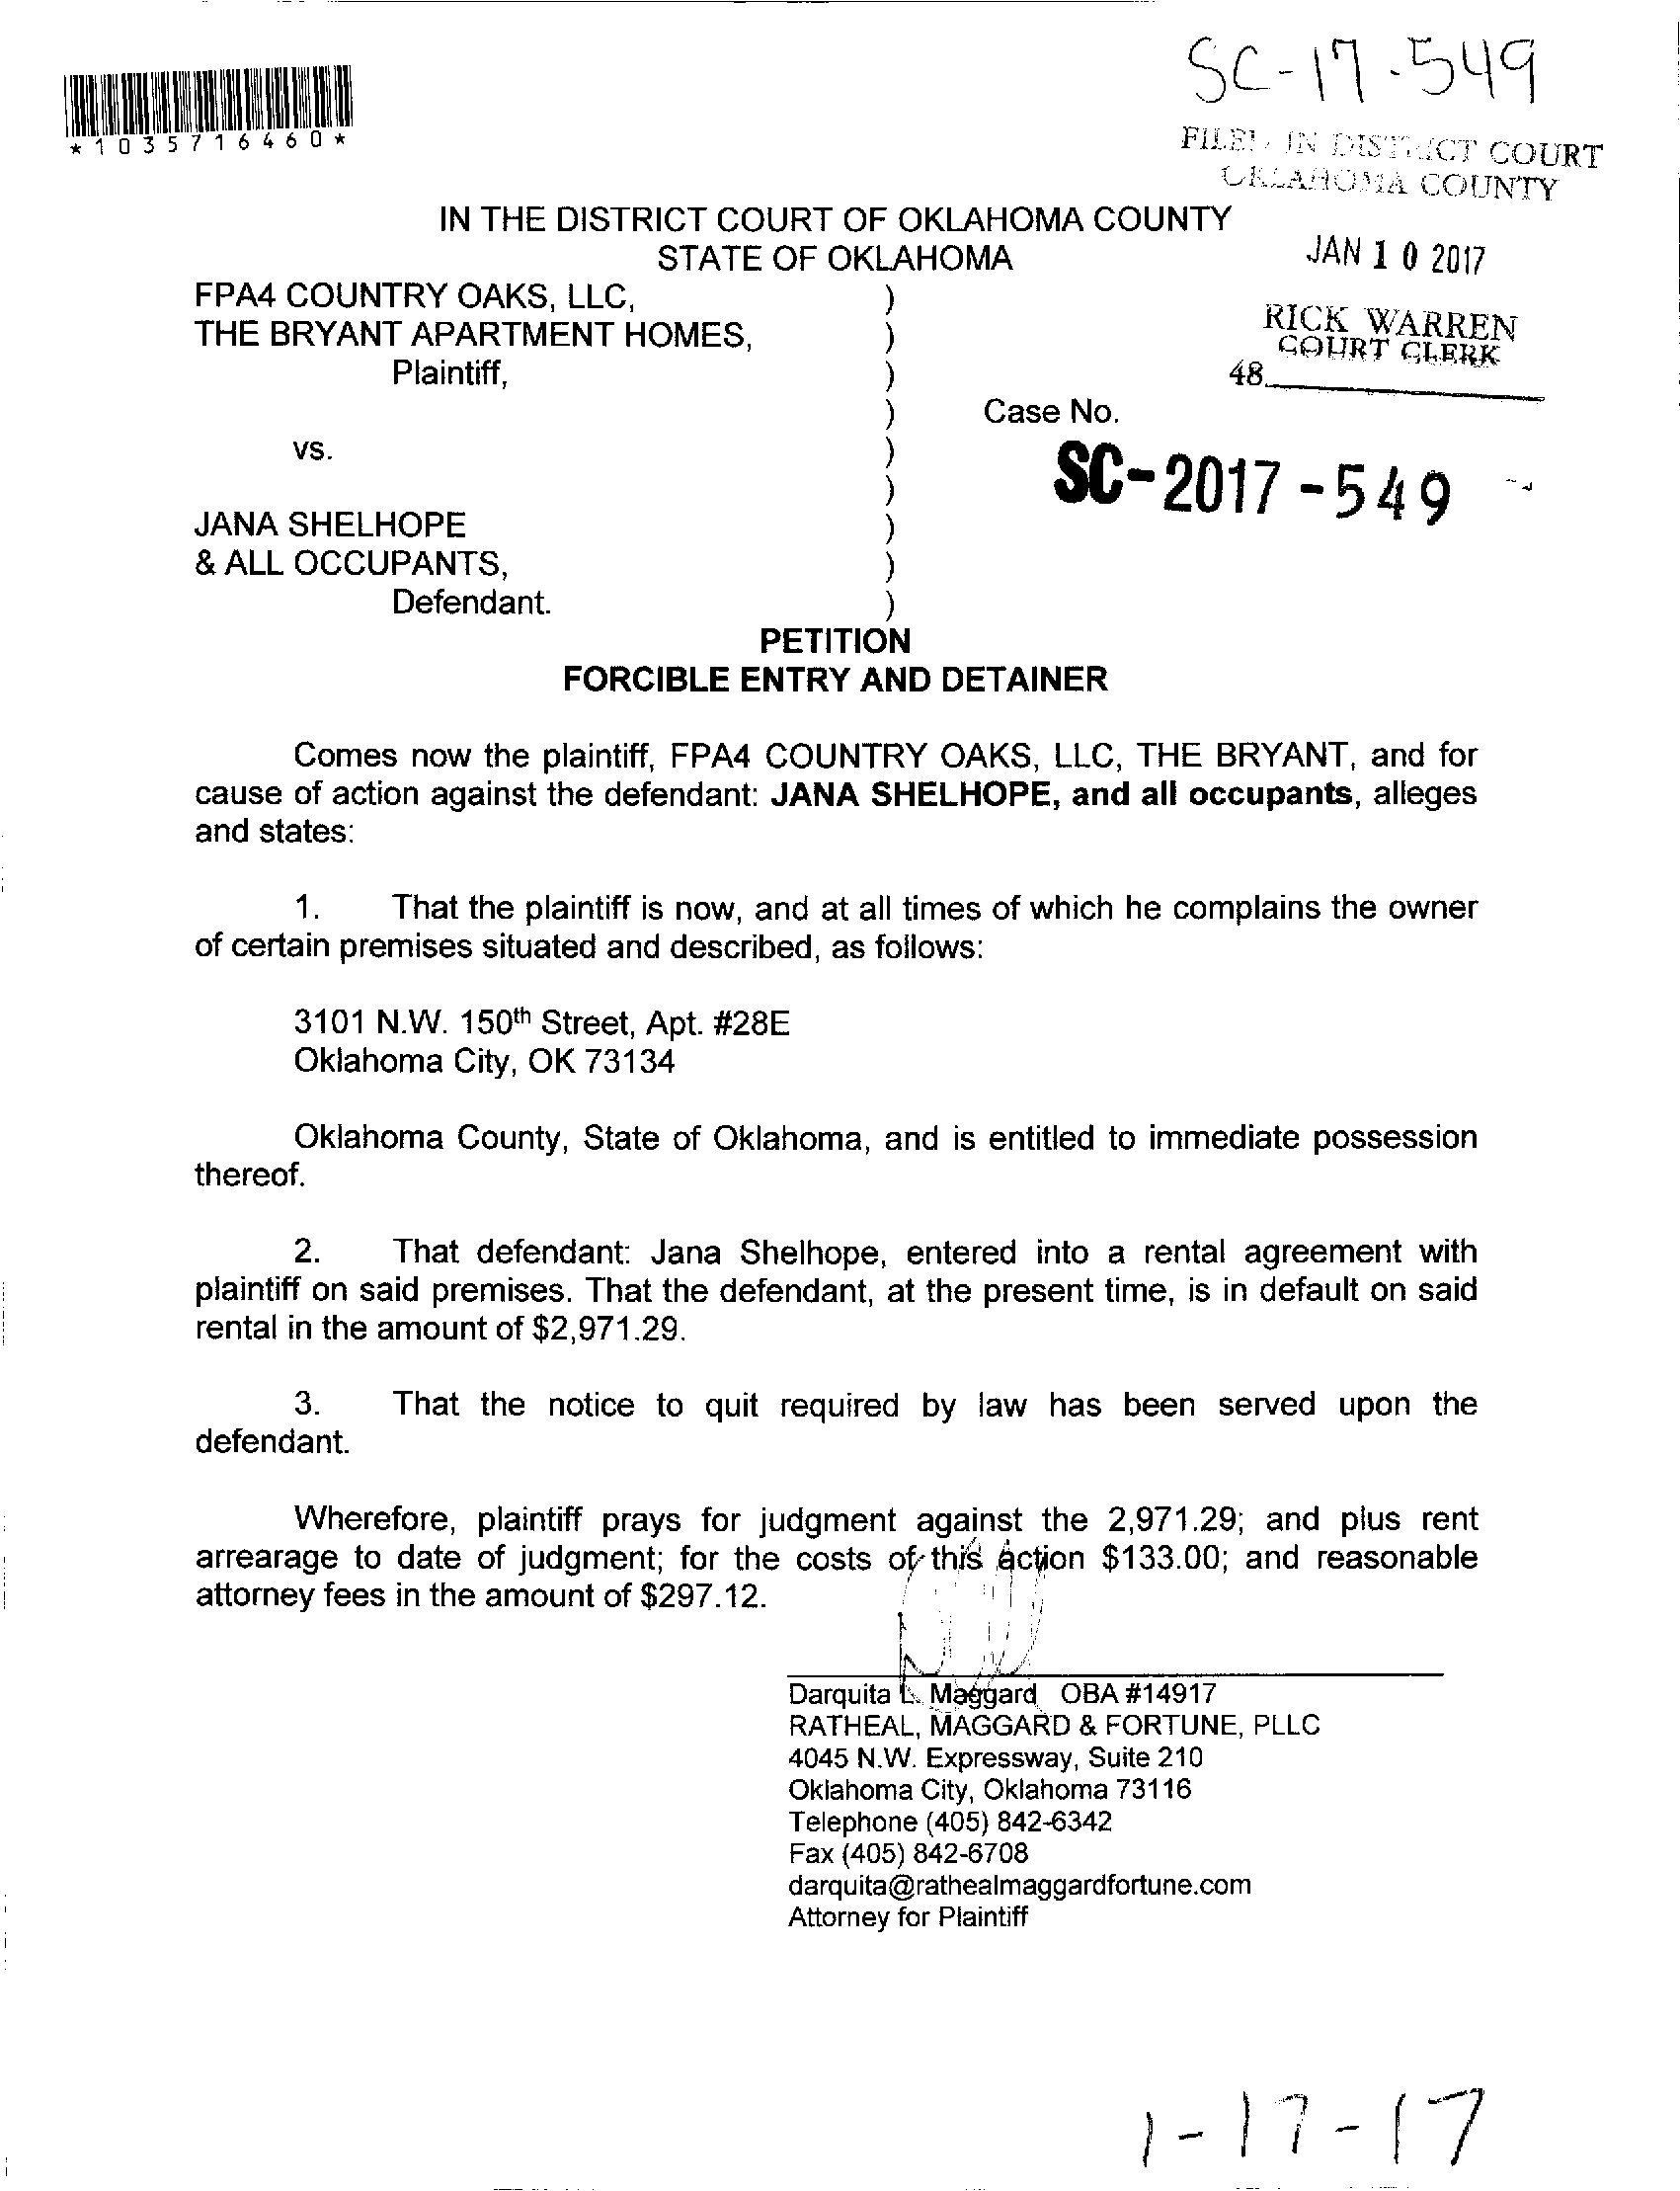 SC-17-549
*1035716460*
FILED IN DISTRICT COURT
OKLAHOMA COUNTY
IN THE DISTRICT COURT OF OKLAHOMA COUNTY
STATE OF OKLAHOMA
JAN 10 2017
FPA4 COUNTRY OAKS, LLC, )
THE BRYANT APARTMENT HOMES, )
RICK WARREN
COURT CLERK
Plaintiff, )
48
) Case No.
vs. )
) SC-2017-549
JANA SHELHOPE )
& ALL OCCUPANTS, )
Defendant. )
PETITION
FORCIBLE ENTRY AND DETAINER
Comes now the plaintiff, FPA4 COUNTRY OAKS, LLC, THE BRYANT, and for
cause of action against the defendant: JANA SHELHOPE, and all occupants, alleges
and states:
1. That the plaintiff is now, and at all times of which he complains the owner
of certain premises situated and described, as follows:
3101 N.W. 150th Street, Apt. #28E
Oklahoma City, OK 73134
Oklahoma County, State of Oklahoma, and is entitled to immediate possession
thereof.
2. That defendant: Jana Shelhope, entered into a rental agreement with
plaintiff on said premises. That the defendant, at the present time, is in default on said
rental in the amount of $2,971.29.
3. That the notice to quit required by law has been served upon the
defendant.
Wherefore, plaintiff prays for judgment against the 2,971.29; and plus rent
arrearage to date of judgment; for the costs of this action $133.00; and reasonable
attorney fees in the amount of $297.12.
Darquita L. Maggard OBA #14917
RATHEAL, MAGGARD & FORTUNE, PLLC
4045 N.W. Expressway, Suite 210
Oklahoma City, Oklahoma 73116
Telephone (405) 842-6342
Fax (405) 842-6708
darquita@rathealmaggardfortune.com
Attorney for Plaintiff
1-17-17